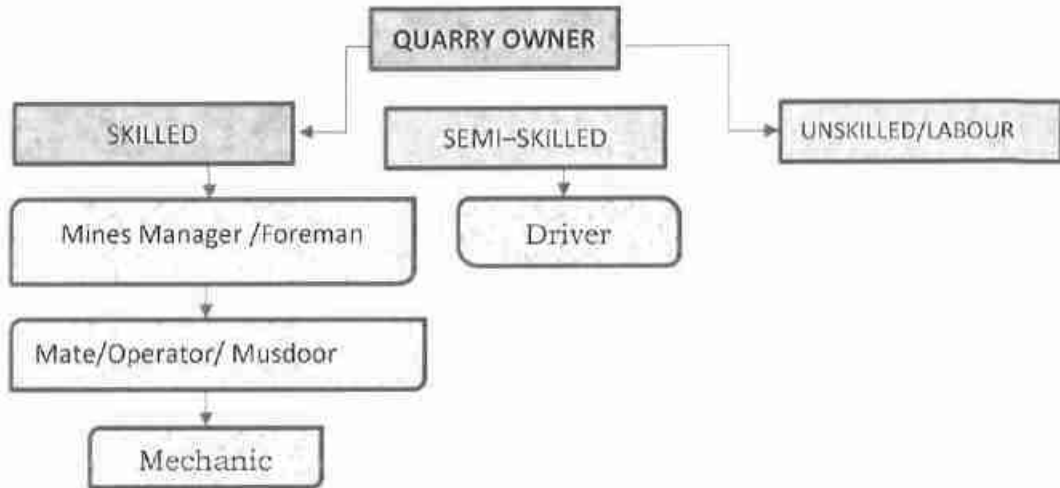 QUARRY OWNER
SKILLED
SEMI–SKILLED
UNSKILLED/LABOUR
Mines Manager /Foreman
Driver
Mate/Operator/ Musdoor
Mechanic